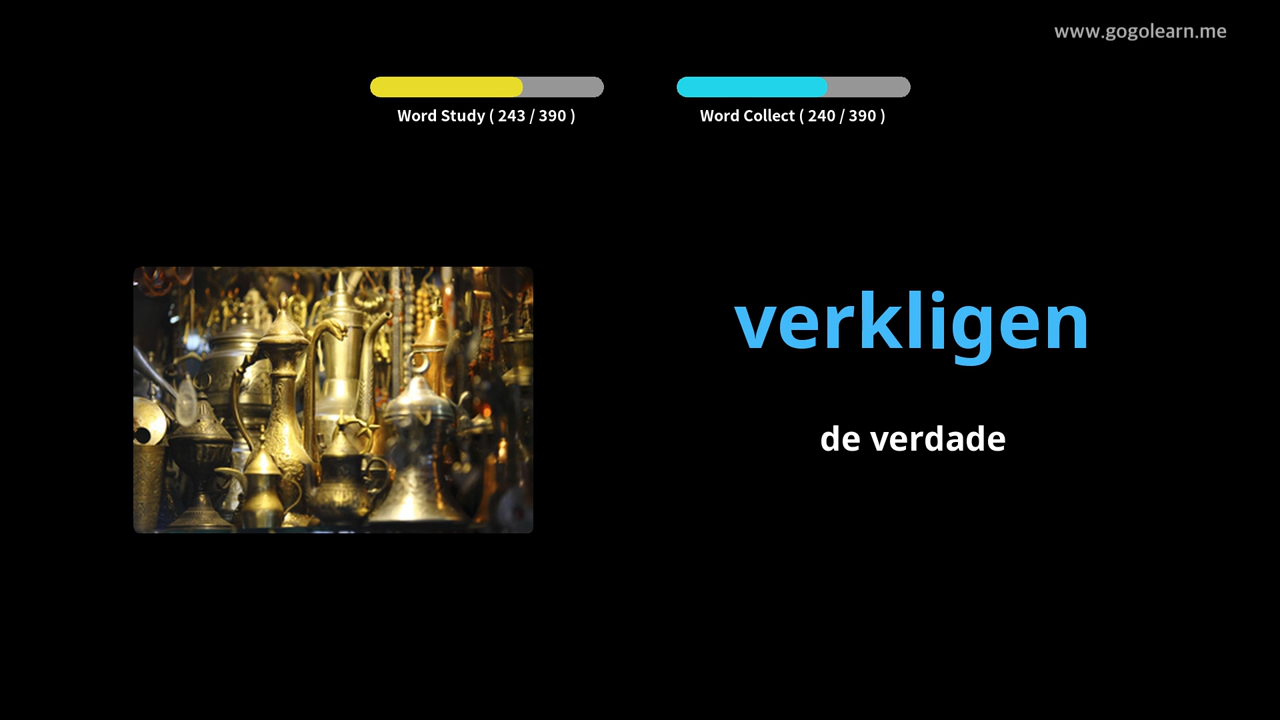 www.gogolearn.me
Word Study ( 243 / 390 )
Word Collect ( 240 / 390 )
verkligen
de verdade